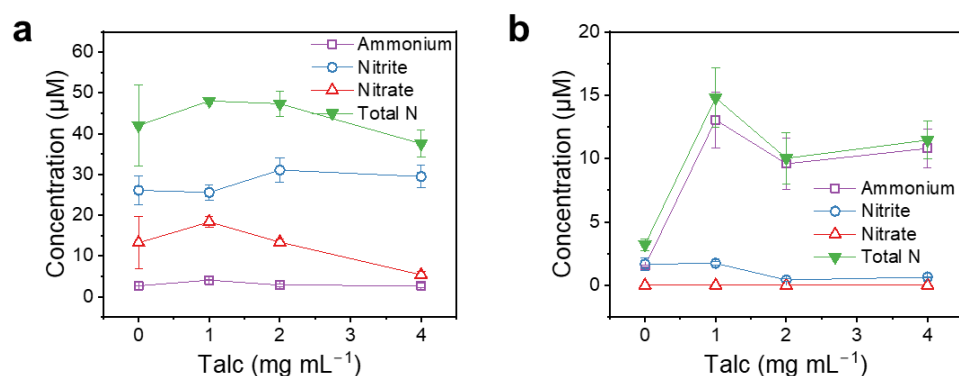 a
Concentration (µM)
60
50
40
30
20
10
0
Ammonium
Nitrite
Nitrate
Total N
0 1 2 3 4
Talc (mg mL⁻¹)
b
Concentration (µM)
20
15
10
5
0
Ammonium
Nitrite
Nitrate
Total N
0 1 2 3 4
Talc (mg mL⁻¹)